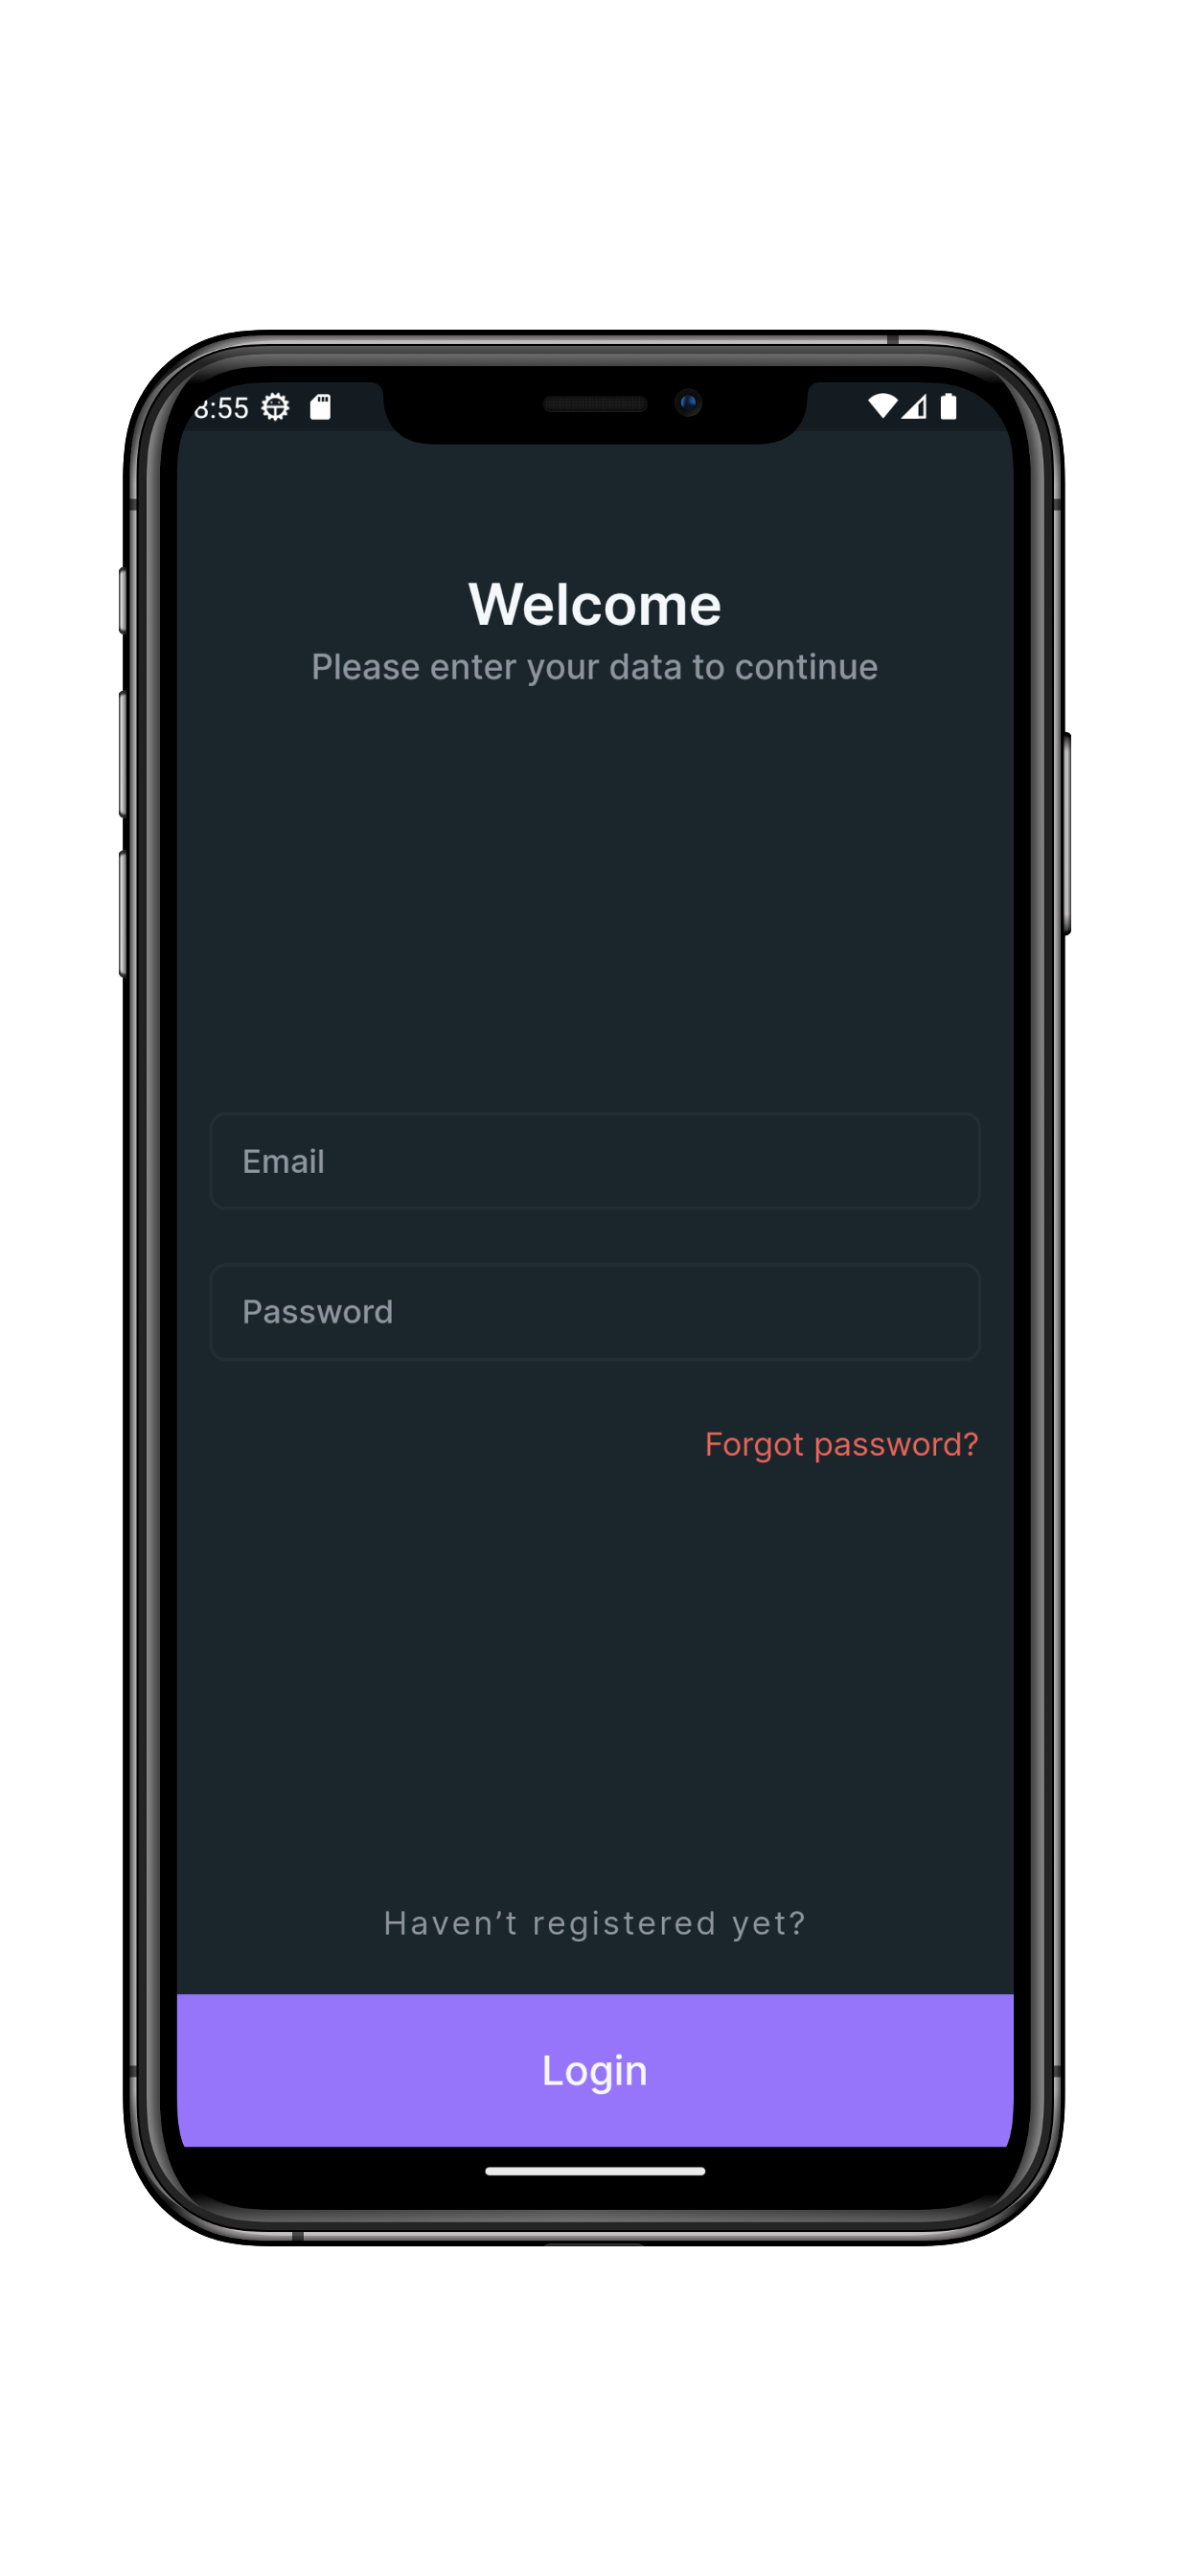 8:55
Welcome
Please enter your data to continue
Email
Password
Forgot password?
Haven’t registered yet?
Login